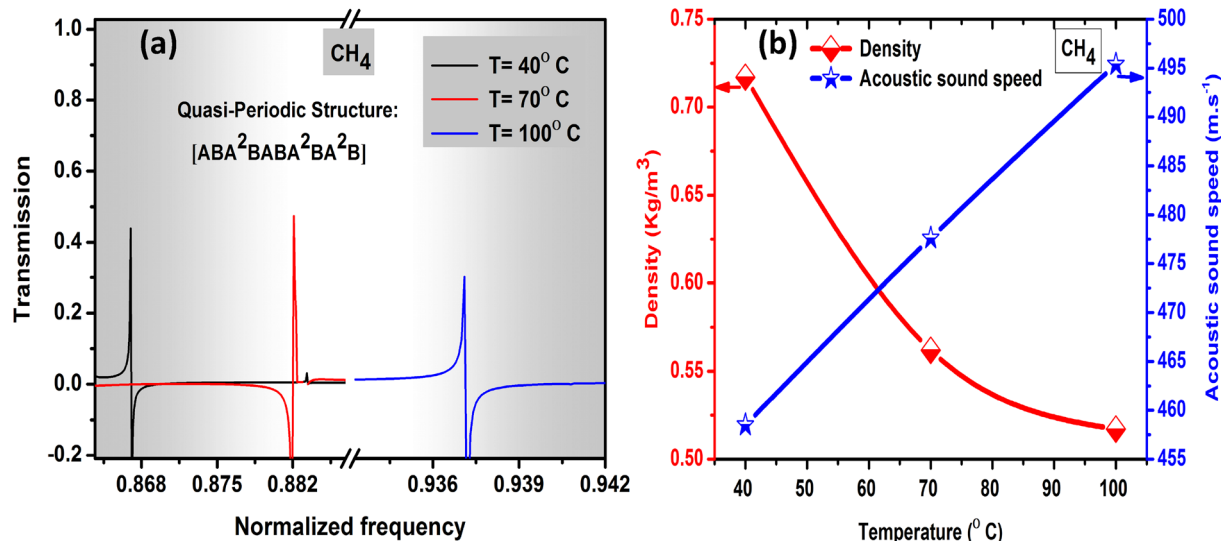 (a)
CH4
T= 40⁰ C
T= 70⁰ C
T= 100⁰ C
Quasi-Periodic Structure:
[ABA²BABA²BA²B]
Transmission
1.0
0.8
0.6
0.4
0.2
0.0
-0.2
0.868
0.875
0.882
0.936
0.939
0.942
Normalized frequency
(b)
Density
Acoustic sound speed
CH4
Density (Kg/m³)
0.75
0.70
0.65
0.60
0.55
0.50
40
50
60
70
80
90
100
Temperature (⁰ C)
500
495
490
485
480
475
470
465
460
455
Acoustic sound speed (m.s⁻¹)